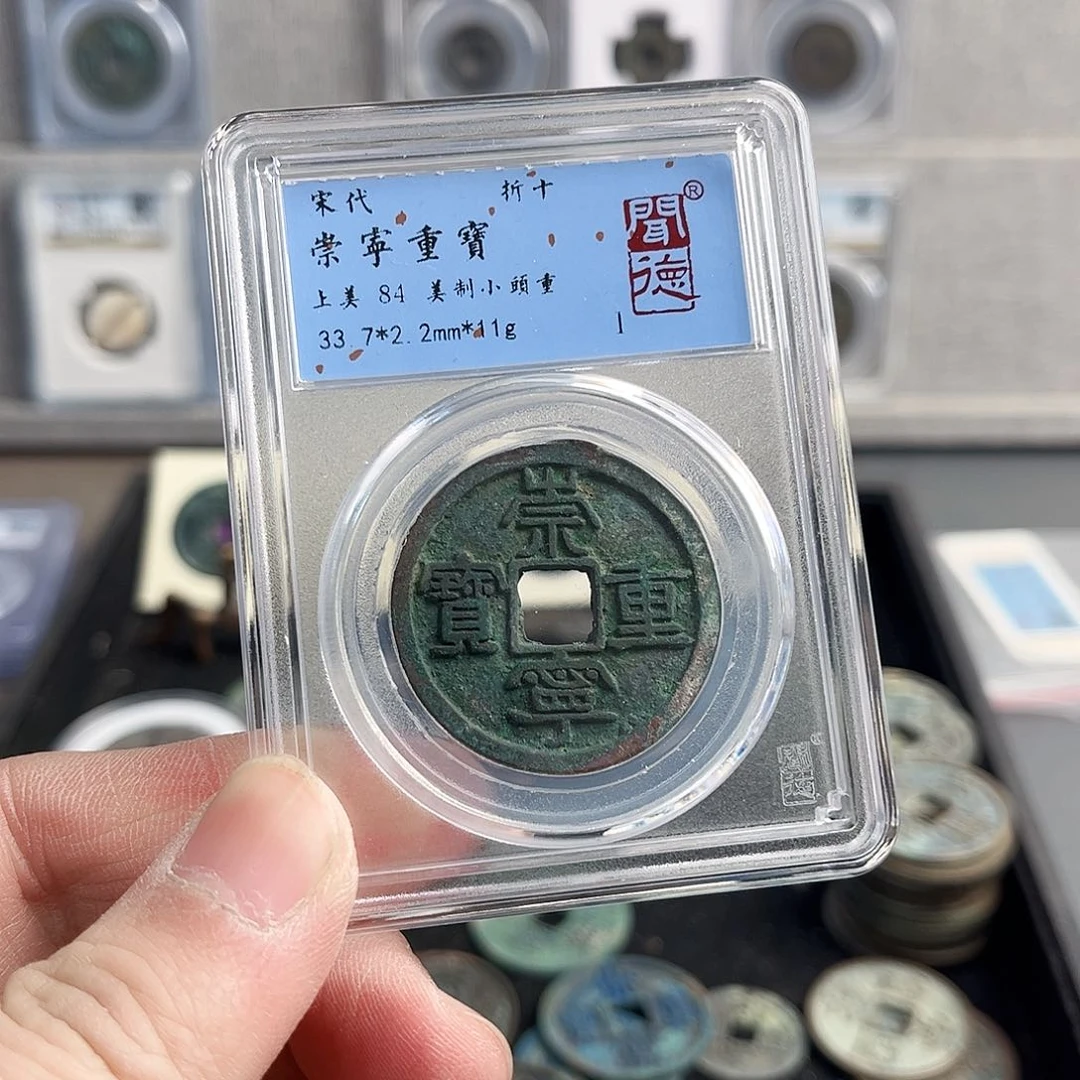 宋代 折十
崇寧重寶
上美 84 美制小頭重
33.7*2.2mm*11g 1
聞德®
崇寧重寶